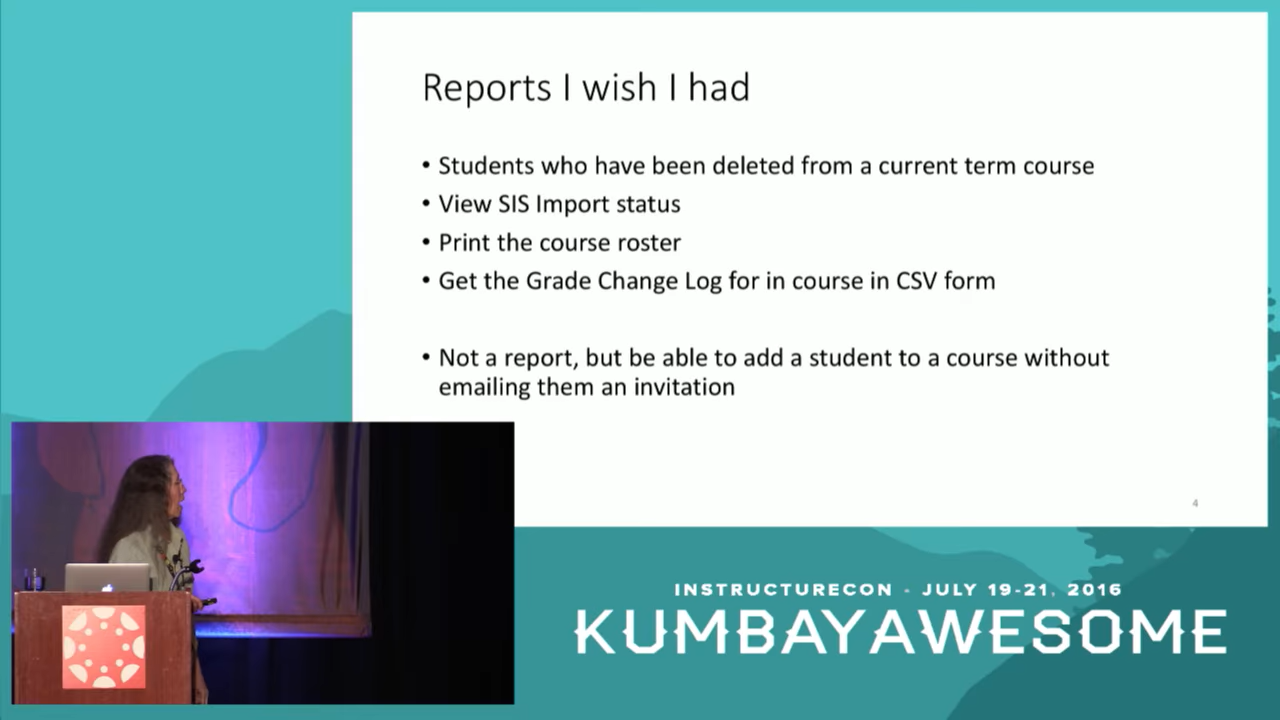 Reports I wish I had
• Students who have been deleted from a current term course
• View SIS Import status
• Print the course roster
• Get the Grade Change Log for in course in CSV form
• Not a report, but be able to add a student to a course without
emailing them an invitation
4
INSTRUCTURECON - JULY 19-21, 2016
KUMBAYAWESOME